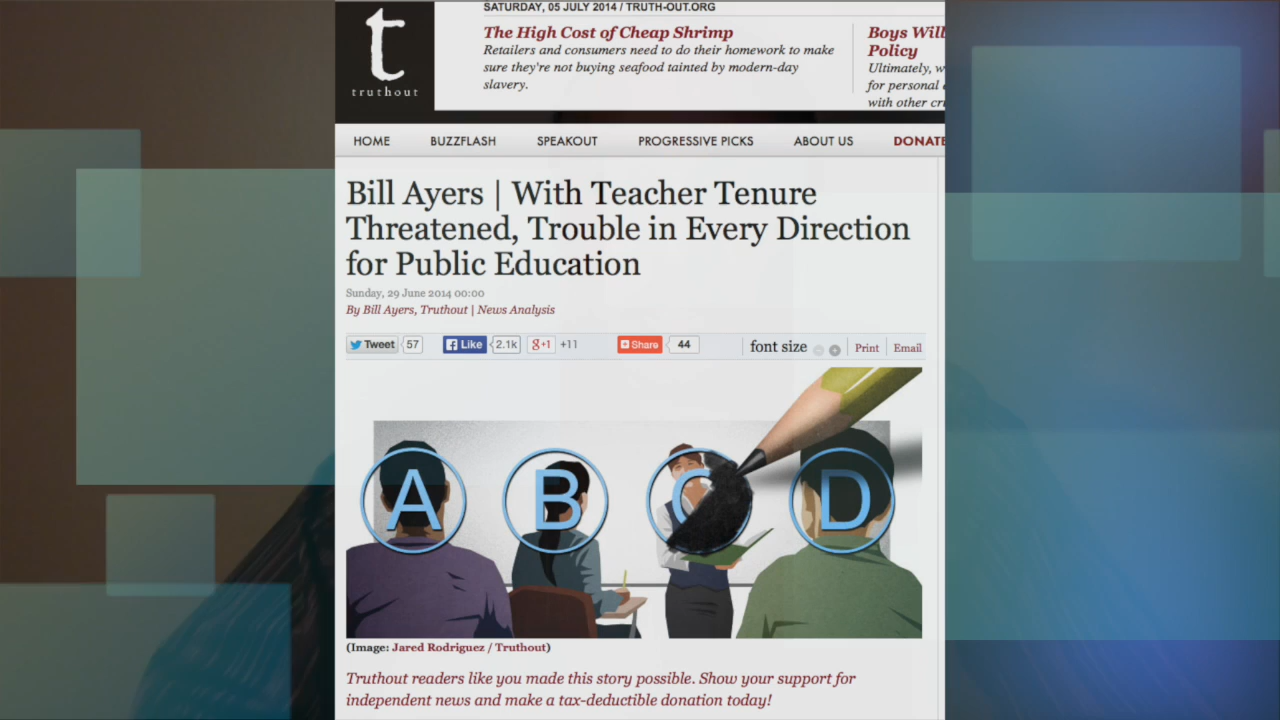 SATURDAY, 05 JULY 2014 / TRUTH-OUT.ORG
t
truthout
The High Cost of Cheap Shrimp
Retailers and consumers need to do their homework to make
sure they're not buying seafood tainted by modern-day
slavery.
Boys Will
Policy
Ultimately, w
for personal
with other cri
HOME BUZZFLASH SPEAKOUT PROGRESSIVE PICKS ABOUT US DONATE
Bill Ayers | With Teacher Tenure
Threatened, Trouble in Every Direction
for Public Education
Sunday, 29 June 2014 00:00
By Bill Ayers, Truthout | News Analysis
Tweet 57 Like 2.1k g+1 +11 Share 44 font size Print Email
A B C D
(Image: Jared Rodriguez / Truthout)
Truthout readers like you made this story possible. Show your support for
independent news and make a tax-deductible donation today!